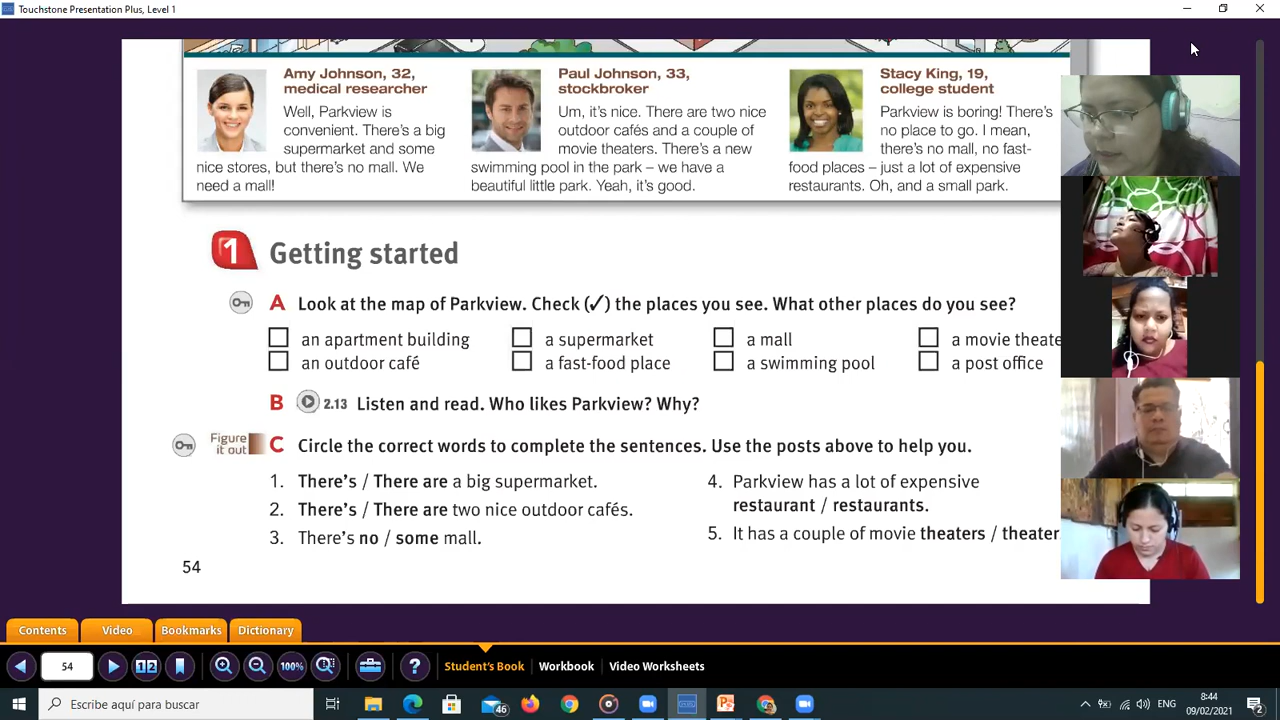 Touchstone Presentation Plus, Level 1
Amy Johnson, 32,
medical researcher
Well, Parkview is
convenient. There's a big
supermarket and some
nice stores, but there's no mall. We
need a mall!
Paul Johnson, 33,
stockbroker
Um, it's nice. There are two nice
outdoor cafés and a couple of
movie theaters. There's a new
swimming pool in the park – we have a
beautiful little park. Yeah, it's good.
Stacy King, 19,
college student
Parkview is boring! There's
no place to go. I mean,
there's no mall, no fast-
food places – just a lot of expensive
restaurants. Oh, and a small park.
1 Getting started
A Look at the map of Parkview. Check (✓) the places you see. What other places do you see?
an apartment building a supermarket a mall a movie theate
an outdoor café a fast-food place a swimming pool a post office
B 2.13 Listen and read. Who likes Parkview? Why?
Figure
it out
C Circle the correct words to complete the sentences. Use the posts above to help you.
1. There's / There are a big supermarket.
2. There's / There are two nice outdoor cafés.
3. There's no / some mall.
4. Parkview has a lot of expensive
restaurant / restaurants.
5. It has a couple of movie theaters / theater
54
Contents Video Bookmarks Dictionary
54 12 100% ? Student's Book Workbook Video Worksheets
Escribe aquí para buscar
46
ENG
8:44
09/02/2021
2